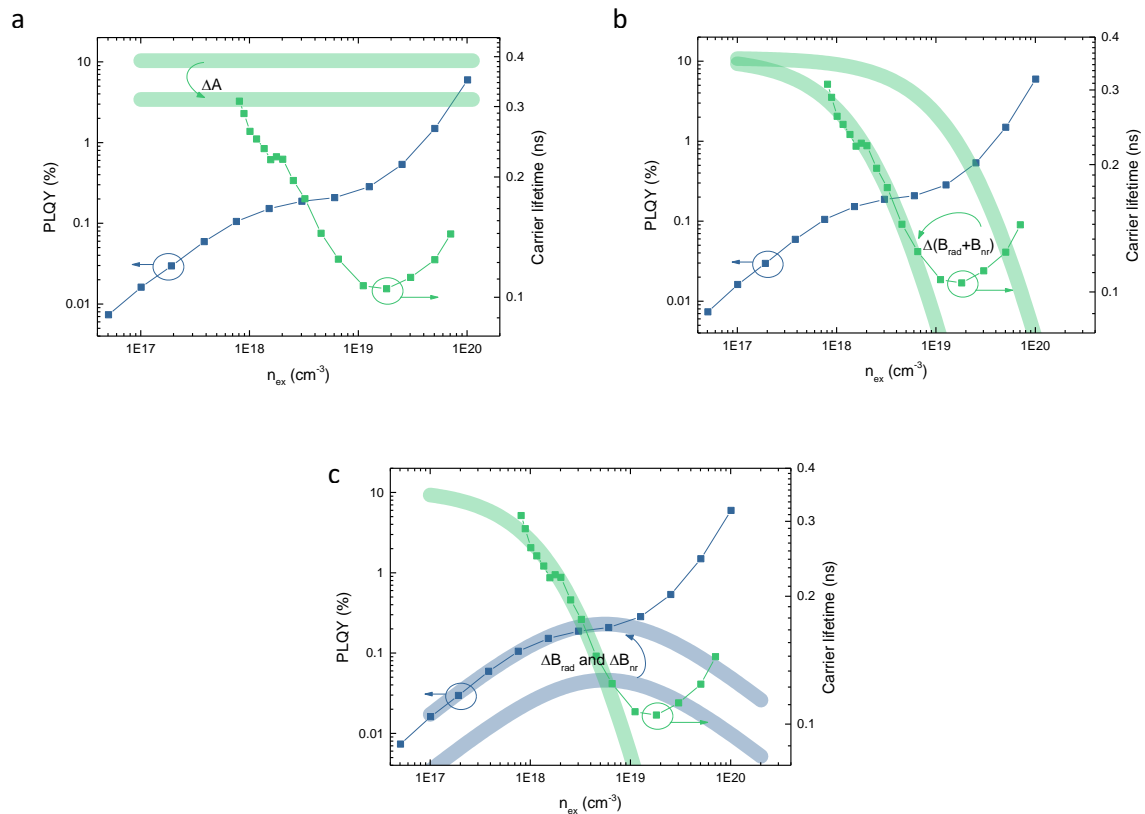 a
10
1
0.1
0.01
PLQY (%)
ΔA
0.4
0.3
0.2
0.1
Carrier lifetime (ns)
1E17 1E18 1E19 1E20
n_ex (cm⁻³)
b
10
1
0.1
0.01
PLQY (%)
Δ(B_rad+B_nr)
0.4
0.3
0.2
0.1
Carrier lifetime (ns)
1E17 1E18 1E19 1E20
n_ex (cm⁻³)
c
10
1
0.1
0.01
PLQY (%)
ΔB_rad and ΔB_nr
0.4
0.3
0.2
0.1
Carrier lifetime (ns)
1E17 1E18 1E19 1E20
n_ex (cm⁻³)